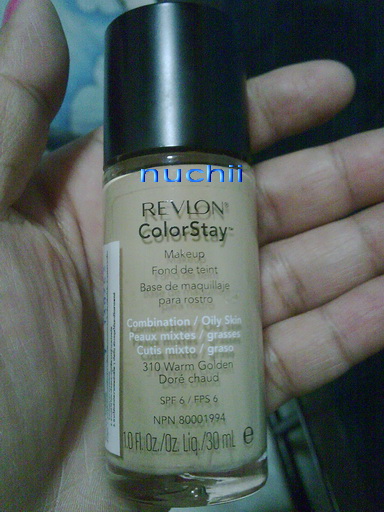 nuchii
REVLON®
ColorStay™
Makeup
Fond de teint
Base de maquillaje
para rostro
Combination / Oily Skin
Peaux mixtes / grasses
Cutis mixto / graso
310 Warm Golden
Doré chaud
SPF 6 / FPS 6
NPN 80001994
1.0 Fl.Oz./Oz. Liq./30 mL e